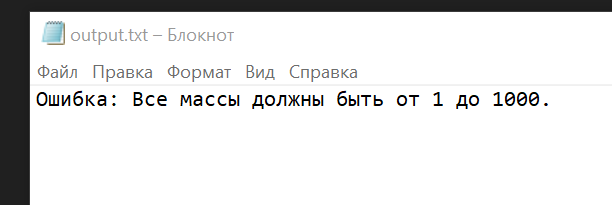 output.txt – Блокнот
Файл Правка Формат Вид Справка
Ошибка: Все массы должны быть от 1 до 1000.